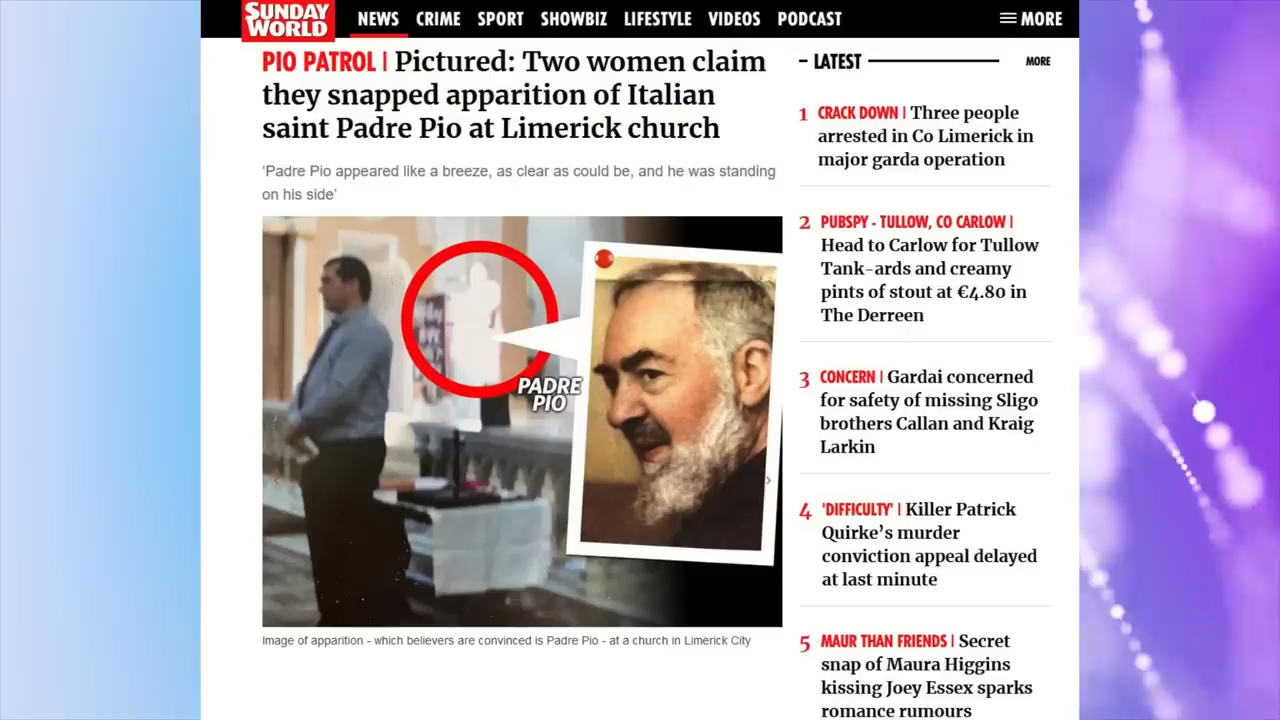 SUNDAY
WORLD
NEWS CRIME SPORT SHOWBIZ LIFESTYLE VIDEOS PODCAST
MORE
PIO PATROL | Pictured: Two women claim
they snapped apparition of Italian
saint Padre Pio at Limerick church
‘Padre Pio appeared like a breeze, as clear as could be, and he was standing
on his side’
PADRE
PIO
Image of apparition - which believers are convinced is Padre Pio - at a church in Limerick City
LATEST
MORE
1 CRACK DOWN | Three people
arrested in Co Limerick in
major garda operation
2 PUBSPY - TULLOW, CO CARLOW |
Head to Carlow for Tullow
Tank-ards and creamy
pints of stout at €4.80 in
The Derreen
3 CONCERN | Gardai concerned
for safety of missing Sligo
brothers Callan and Kraig
Larkin
4 'DIFFICULTY' | Killer Patrick
Quirke’s murder
conviction appeal delayed
at last minute
5 MAUR THAN FRIENDS | Secret
snap of Maura Higgins
kissing Joey Essex sparks
romance rumours